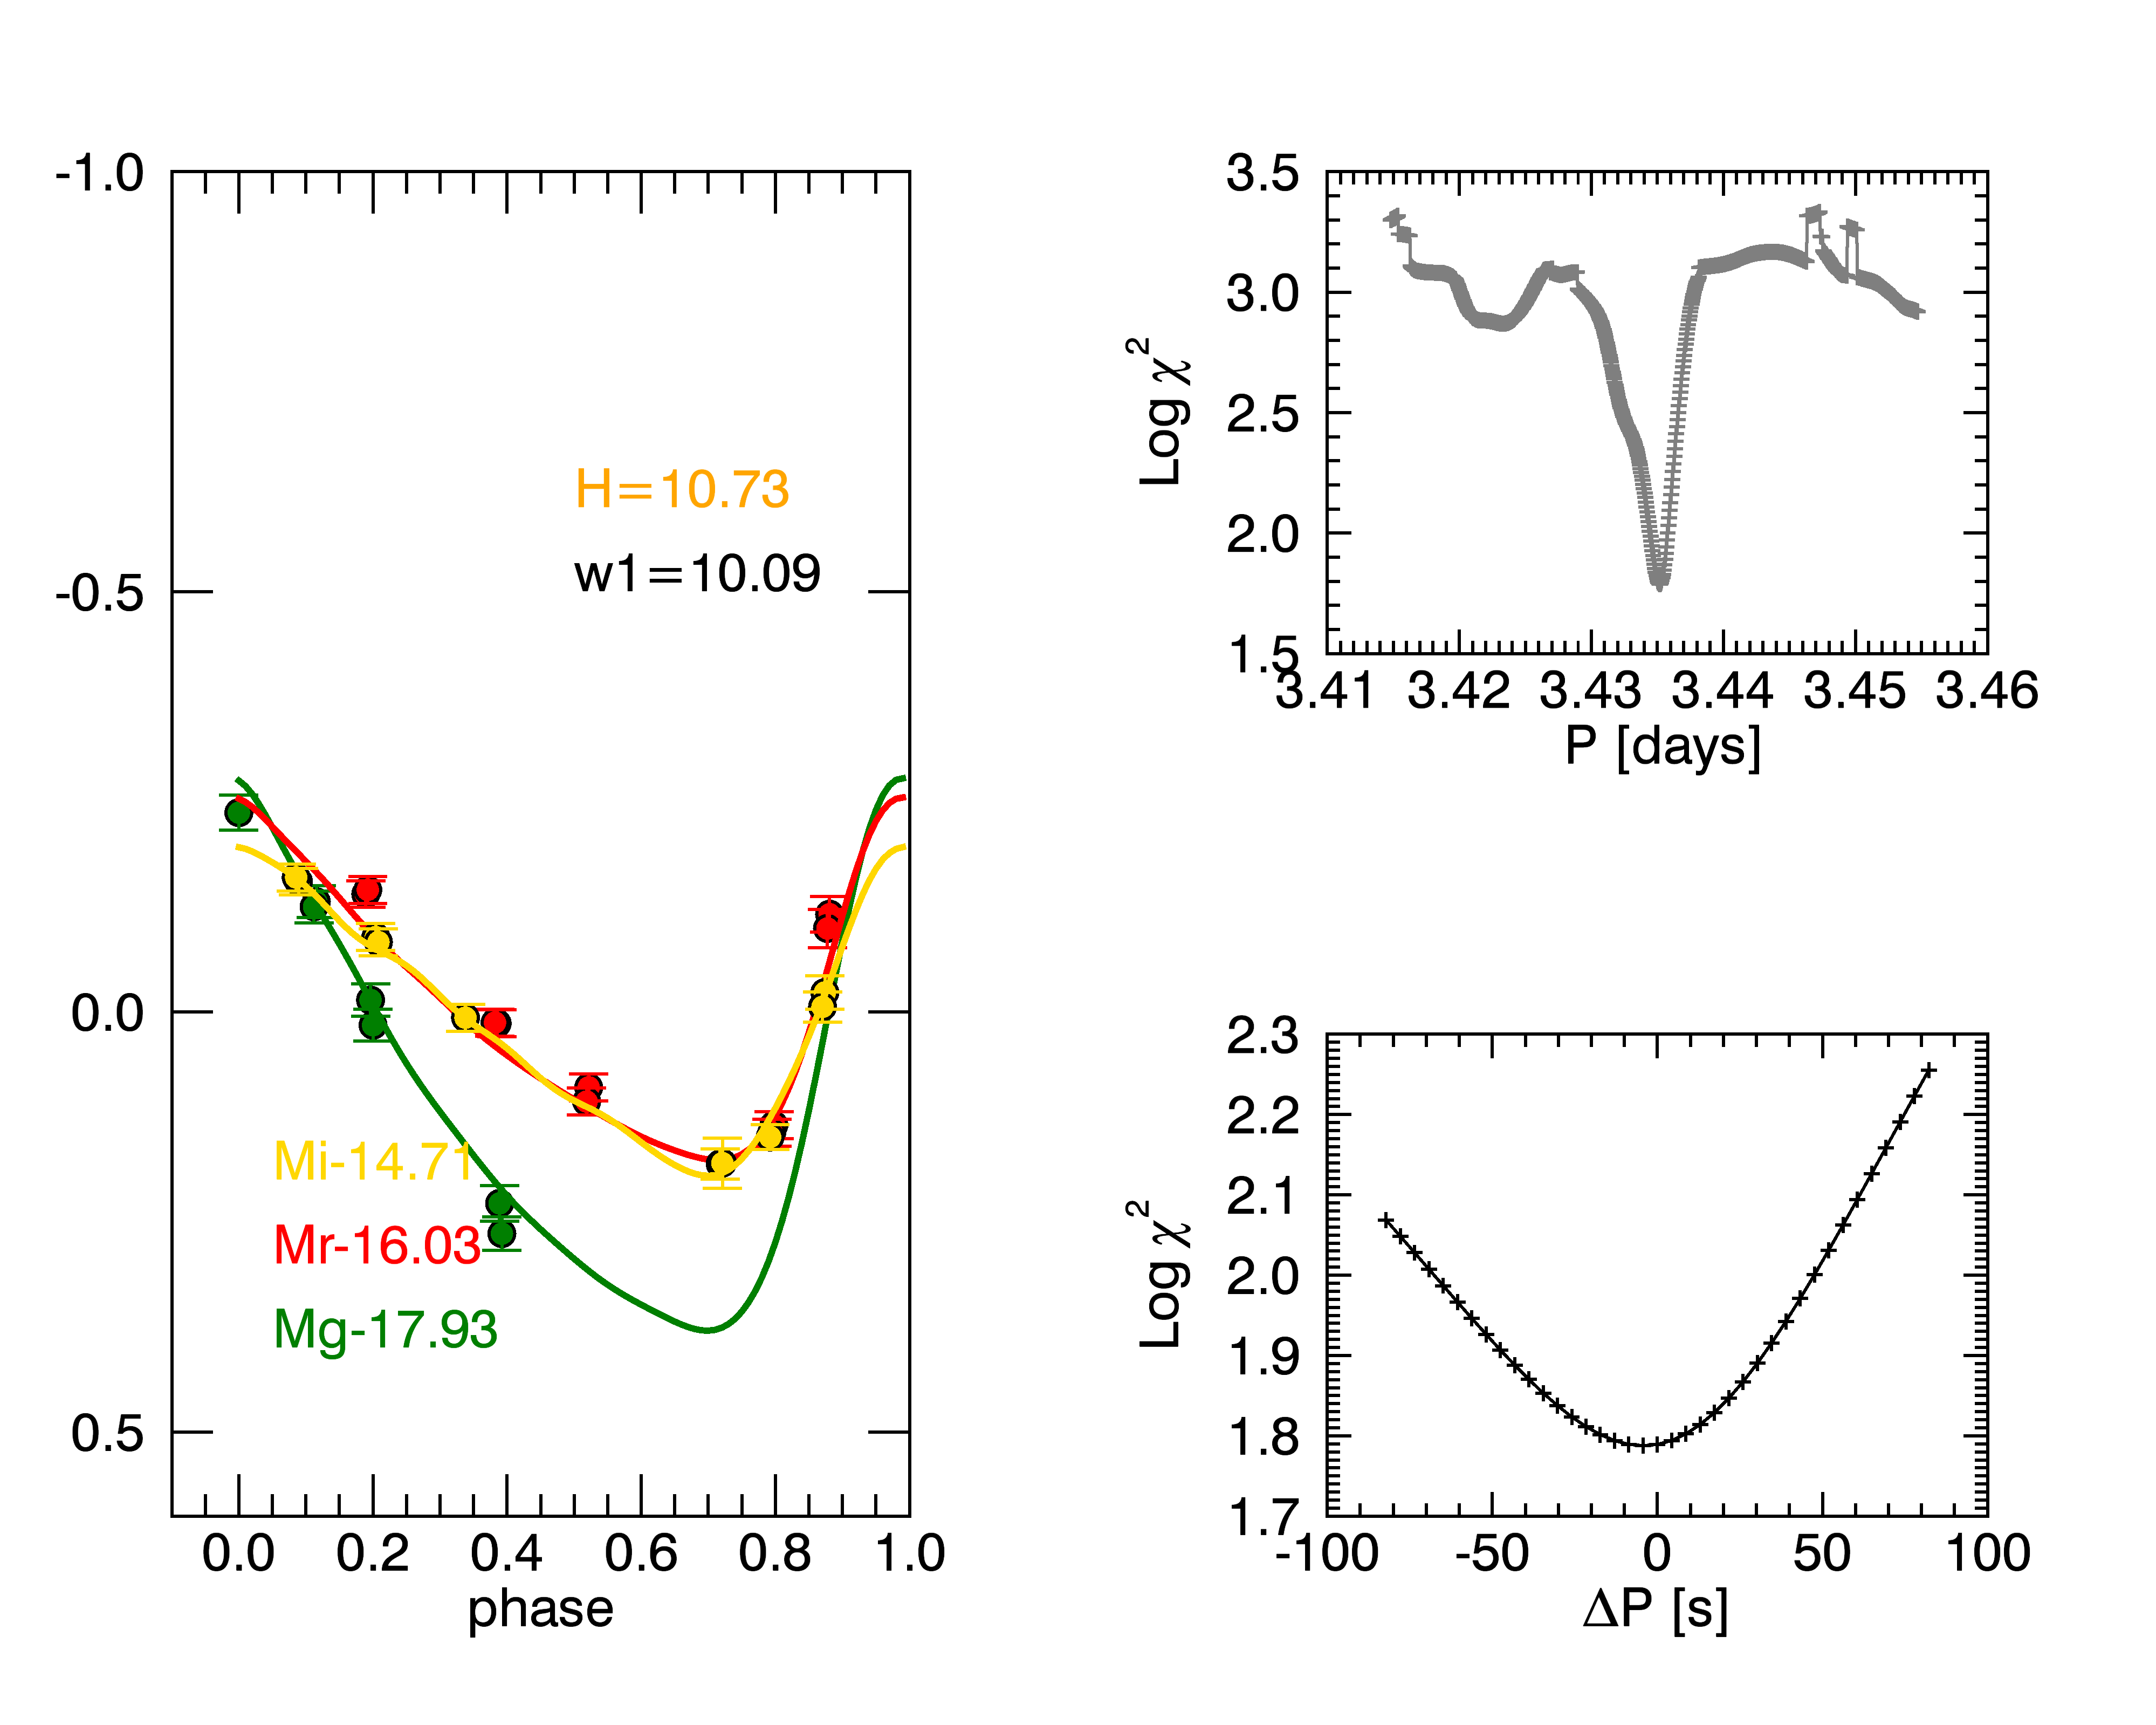 -1.0
-0.5
0.0
0.5
H=10.73
w1=10.09
Mi-14.71
Mr-16.03
Mg-17.93
0.0 0.2 0.4 0.6 0.8 1.0
phase
3.5
3.0
2.5
2.0
1.5
Log χ²
3.41 3.42 3.43 3.44 3.45 3.46
P [days]
2.3
2.2
2.1
2.0
1.9
1.8
1.7
Log χ²
-100 -50 0 50 100
ΔP [s]